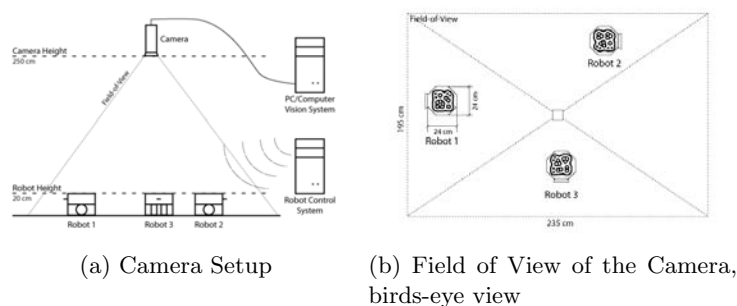 Camera
Camera Height
250 cm
Field-of-View
PC/Computer
Vision System
Robot Height
20 cm
Robot 1
Robot 3
Robot 2
Robot Control
System
(a) Camera Setup
Field-of-View
Robot 2
195 cm
24 cm
24 cm
Robot 1
Robot 3
235 cm
(b) Field of View of the Camera,
birds-eye view